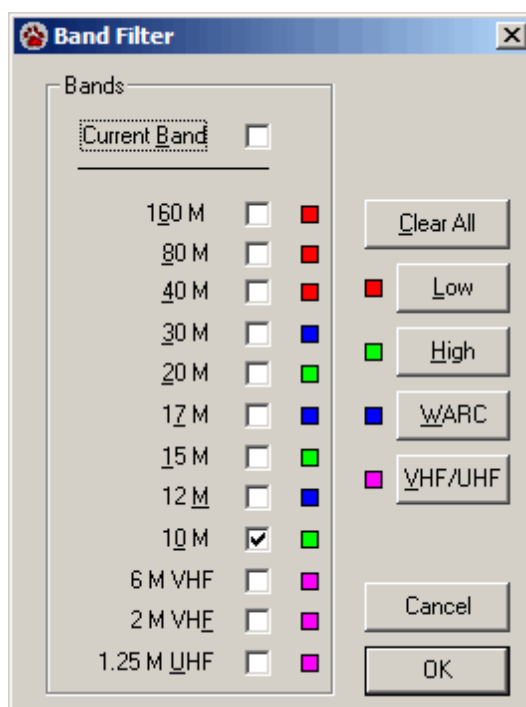 Band Filter
Bands
Current Band
160 M
80 M
40 M
30 M
20 M
17 M
15 M
12 M
10 M
6 M VHF
2 M VHF
1.25 M UHF
Clear All
Low
High
WARC
VHF/UHF
Cancel
OK